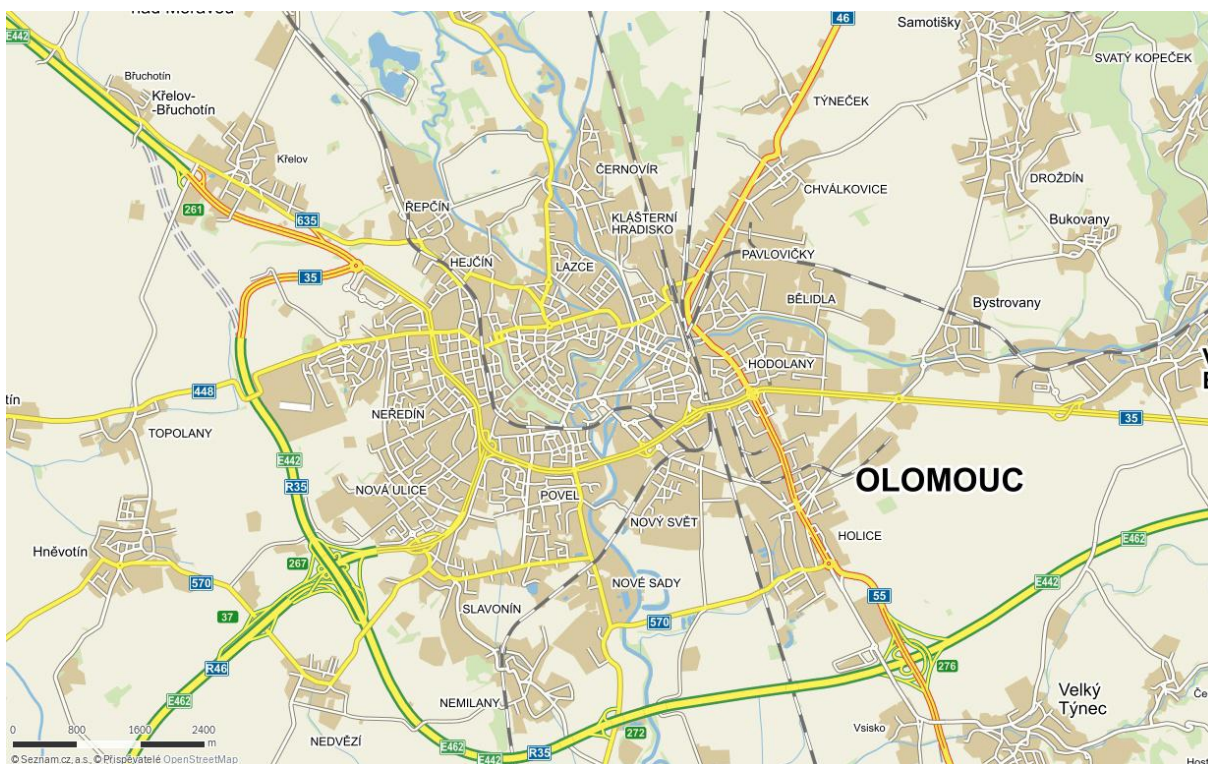 nad Moravou
46
Samotišky
E442
SVATÝ KOPEČEK
Břuchotín
Křelov-
-Břuchotín
TÝNEČEK
Křelov
ČERNOVÍR
DROŽDÍN
CHVÁLKOVICE
261
635
ŘEPČÍN
KLÁŠTERNÍ
HRADISKO
Bukovany
HEJČÍN
LAZCE
PAVLOVIČKY
35
BĚLIDLA
Bystrovany
HODOLANY
448
tín
NEŘEDÍN
35
TOPOLANY
E442
R35
NOVÁ ULICE
POVEL
OLOMOUC
NOVÝ SVĚT
HOLICE
E462
Hněvotín
267
E442
570
NOVÉ SADY
55
37
SLAVONÍN
570
R46
276
E462
NEMILANY
Velký
Týnec
Vsisko
0 800 1600 2400
m
NEDVĚZÍ
272
E462
R35
E442
© Seznam.cz, a.s, © Přispěvatelé OpenStreetMap